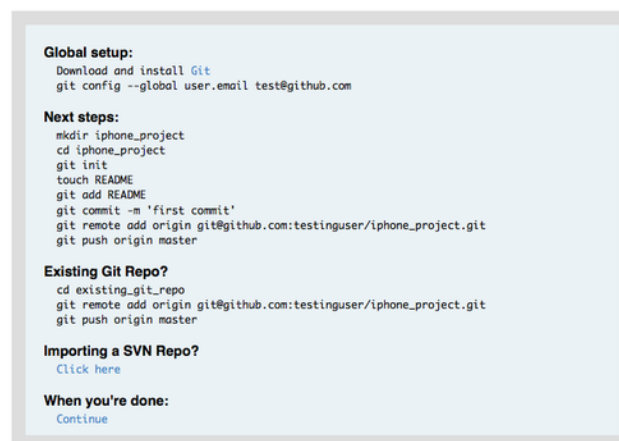 Global setup:
Download and install Git
git config --global user.email test@github.com
Next steps:
mkdir iphone_project
cd iphone_project
git init
touch README
git add README
git commit -m 'first commit'
git remote add origin git@github.com:testinguser/iphone_project.git
git push origin master
Existing Git Repo?
cd existing_git_repo
git remote add origin git@github.com:testinguser/iphone_project.git
git push origin master
Importing a SVN Repo?
Click here
When you're done:
Continue